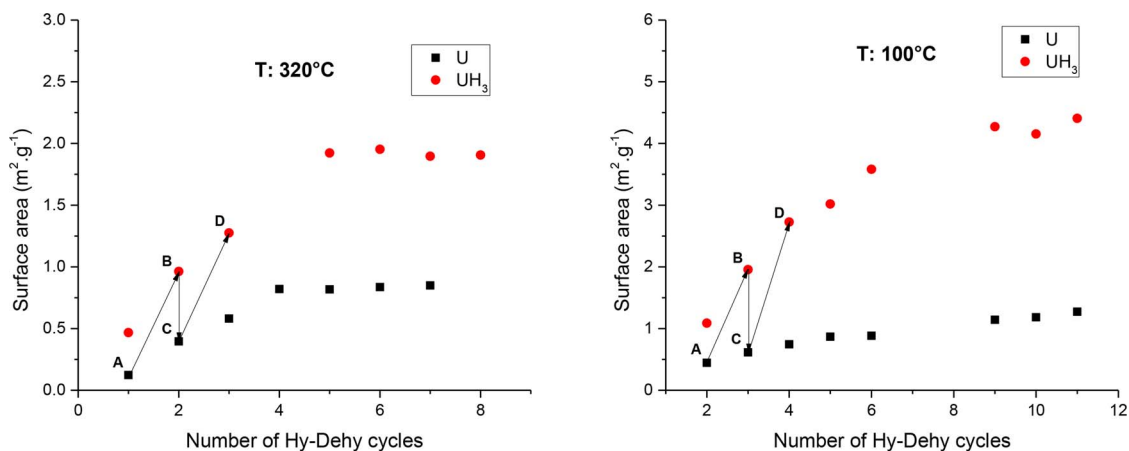 Surface area (m².g⁻¹)
3.0
2.5
2.0
1.5
1.0
0.5
0.0
T: 320°C
U
UH₃
A
B
C
D
0 2 4 6 8
Number of Hy-Dehy cycles
Surface area (m².g⁻¹)
6
5
4
3
2
1
0
T: 100°C
U
UH₃
A
B
C
D
2 4 6 8 10 12
Number of Hy-Dehy cycles